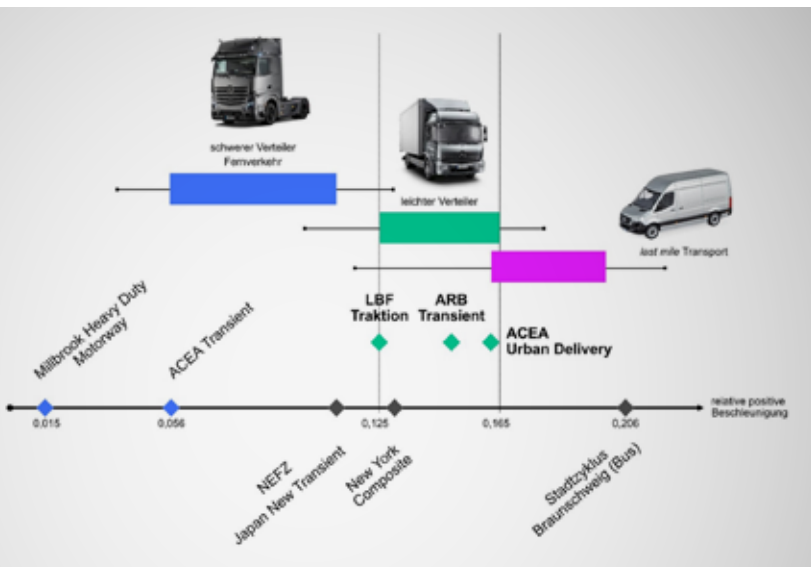 schwerer Verteiler
Fernverkehr
leichter Verteiler
last mile Transport
LBF
Traktion
ARB
Transient
ACEA
Urban Delivery
Millbrook Heavy Duty
Motorway
ACEA Transient
relative positive
Beschleunigung
0,015
0,056
0,125
0,165
0,206
NEFZ
Japan New Transient
New York
Composite
Stadtzyklus
Braunschweig (Bus)